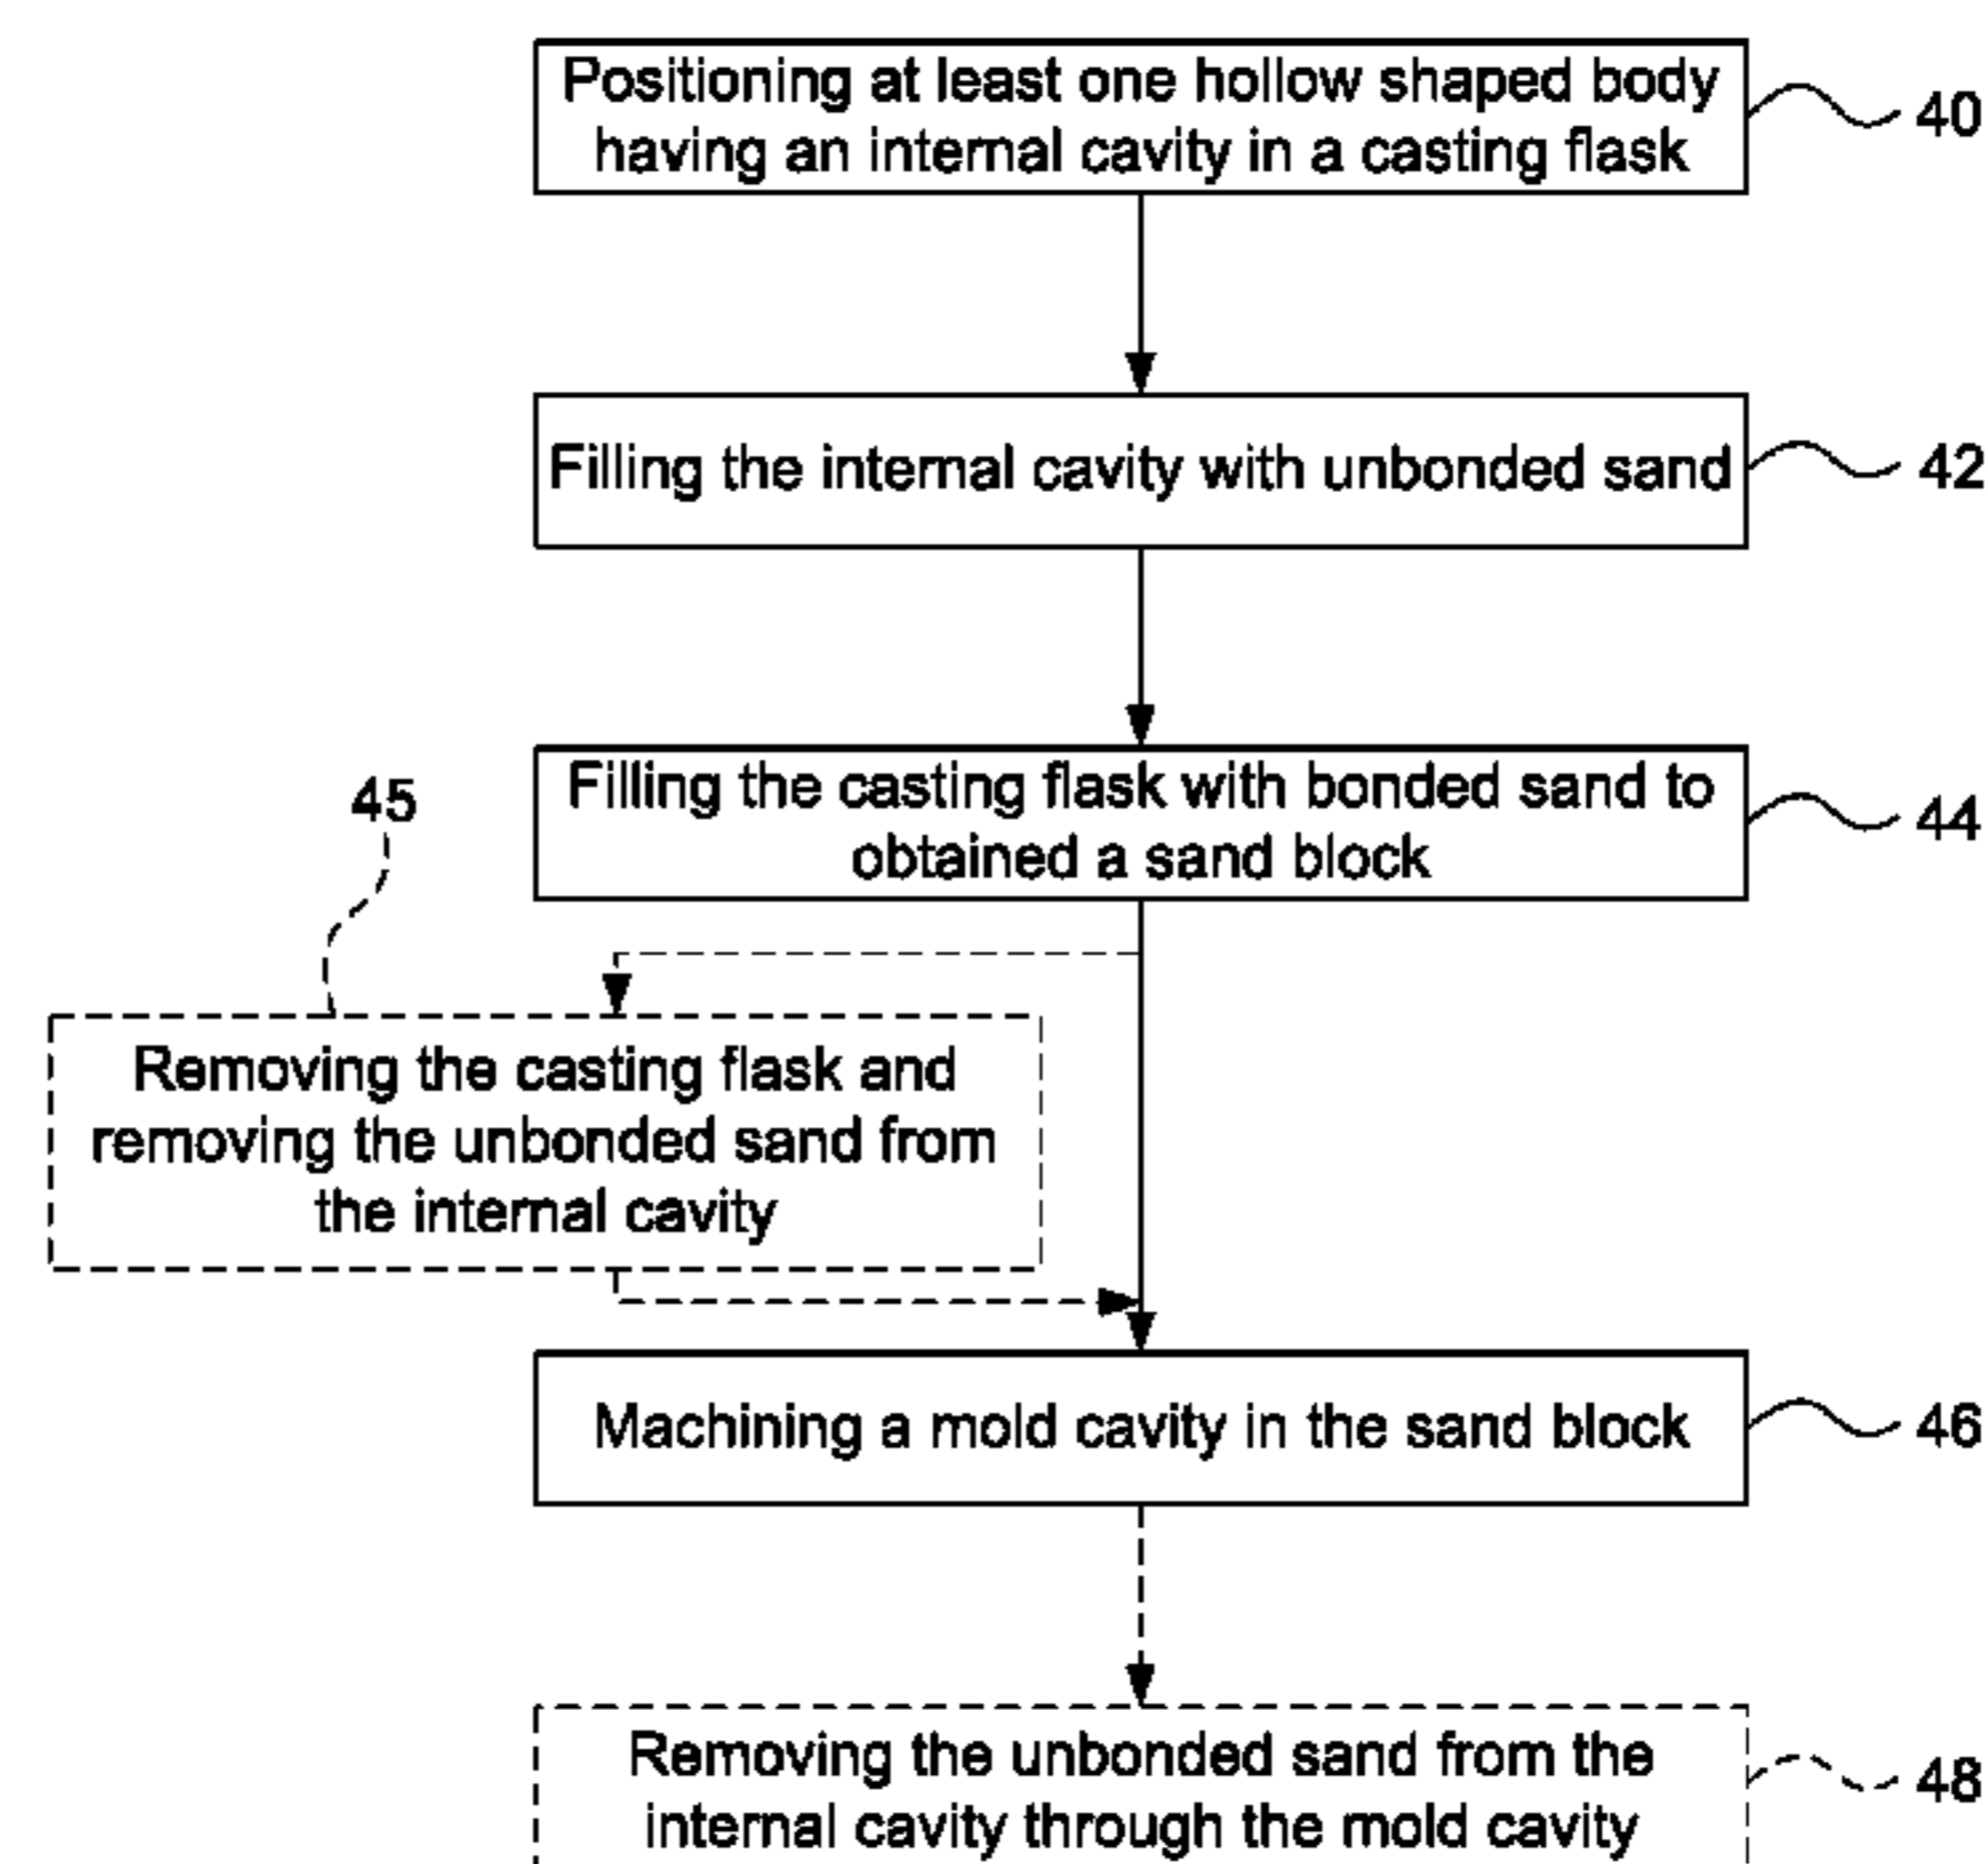 Positioning at least one hollow shaped body
having an internal cavity in a casting flask
40
Filling the internal cavity with unbonded sand
42
Filling the casting flask with bonded sand to
obtained a sand block
44
45
Removing the casting flask and
removing the unbonded sand from
the internal cavity
Machining a mold cavity in the sand block
46
Removing the unbonded sand from the
internal cavity through the mold cavity
48